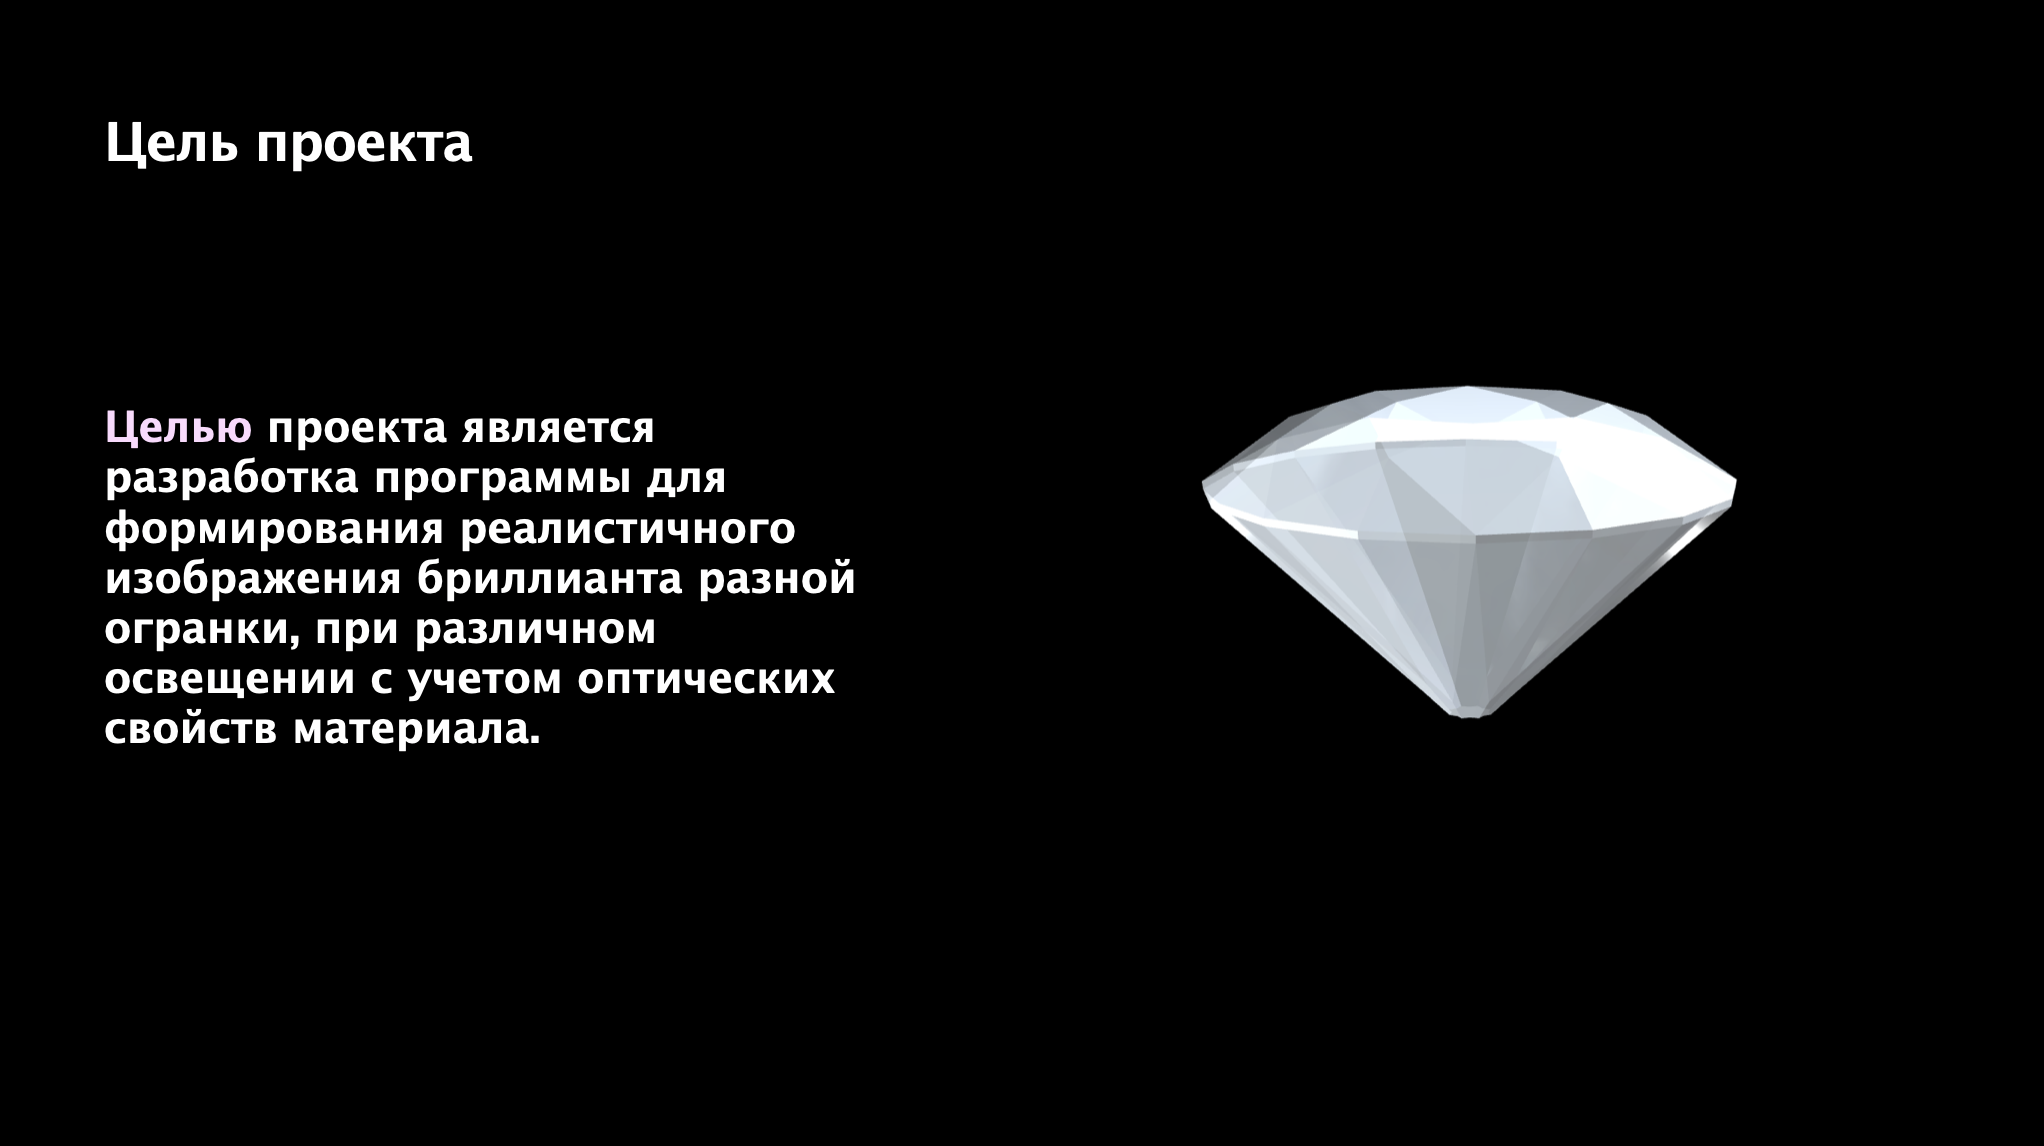 Цель проекта
Целью проекта является
разработка программы для
формирования реалистичного
изображения бриллианта разной
огранки, при различном
освещении с учетом оптических
свойств материала.